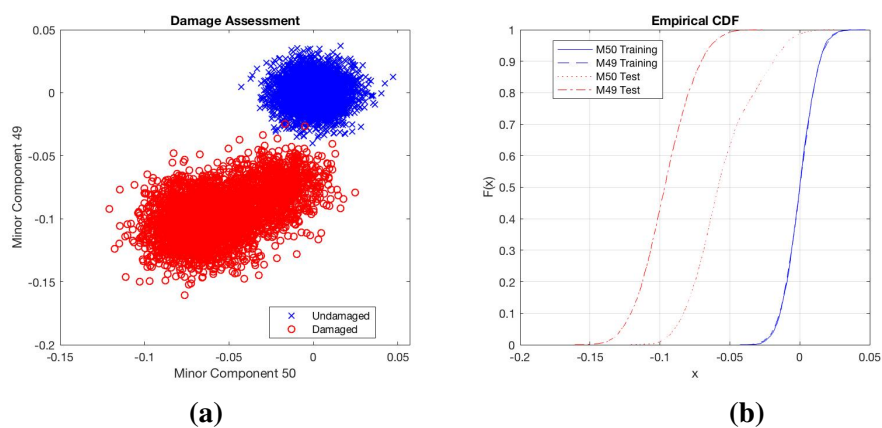 Damage Assessment
0.05
0
-0.05
-0.1
-0.15
-0.2
Minor Component 49
-0.15
-0.1
-0.05
0
0.05
Minor Component 50
Undamaged
Damaged
(a)
Empirical CDF
1
0.9
0.8
0.7
0.6
0.5
0.4
0.3
0.2
0.1
0
F(x)
-0.2
-0.15
-0.1
-0.05
0
0.05
x
M50 Training
M49 Training
M50 Test
M49 Test
(b)